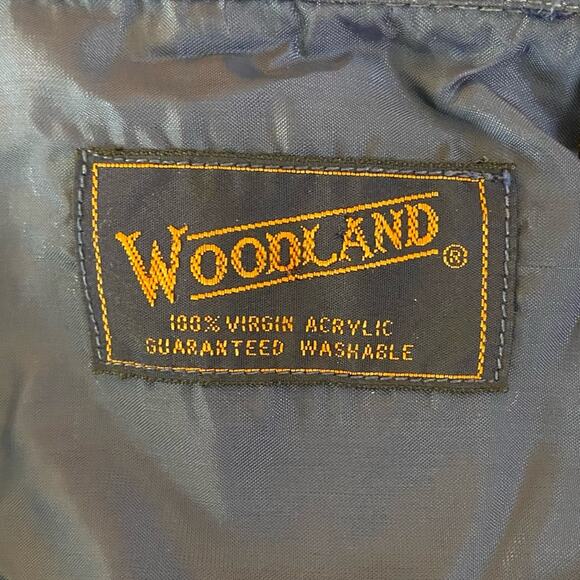 WOODLAND ®
100% VIRGIN ACRYLIC
GUARANTEED WASHABLE